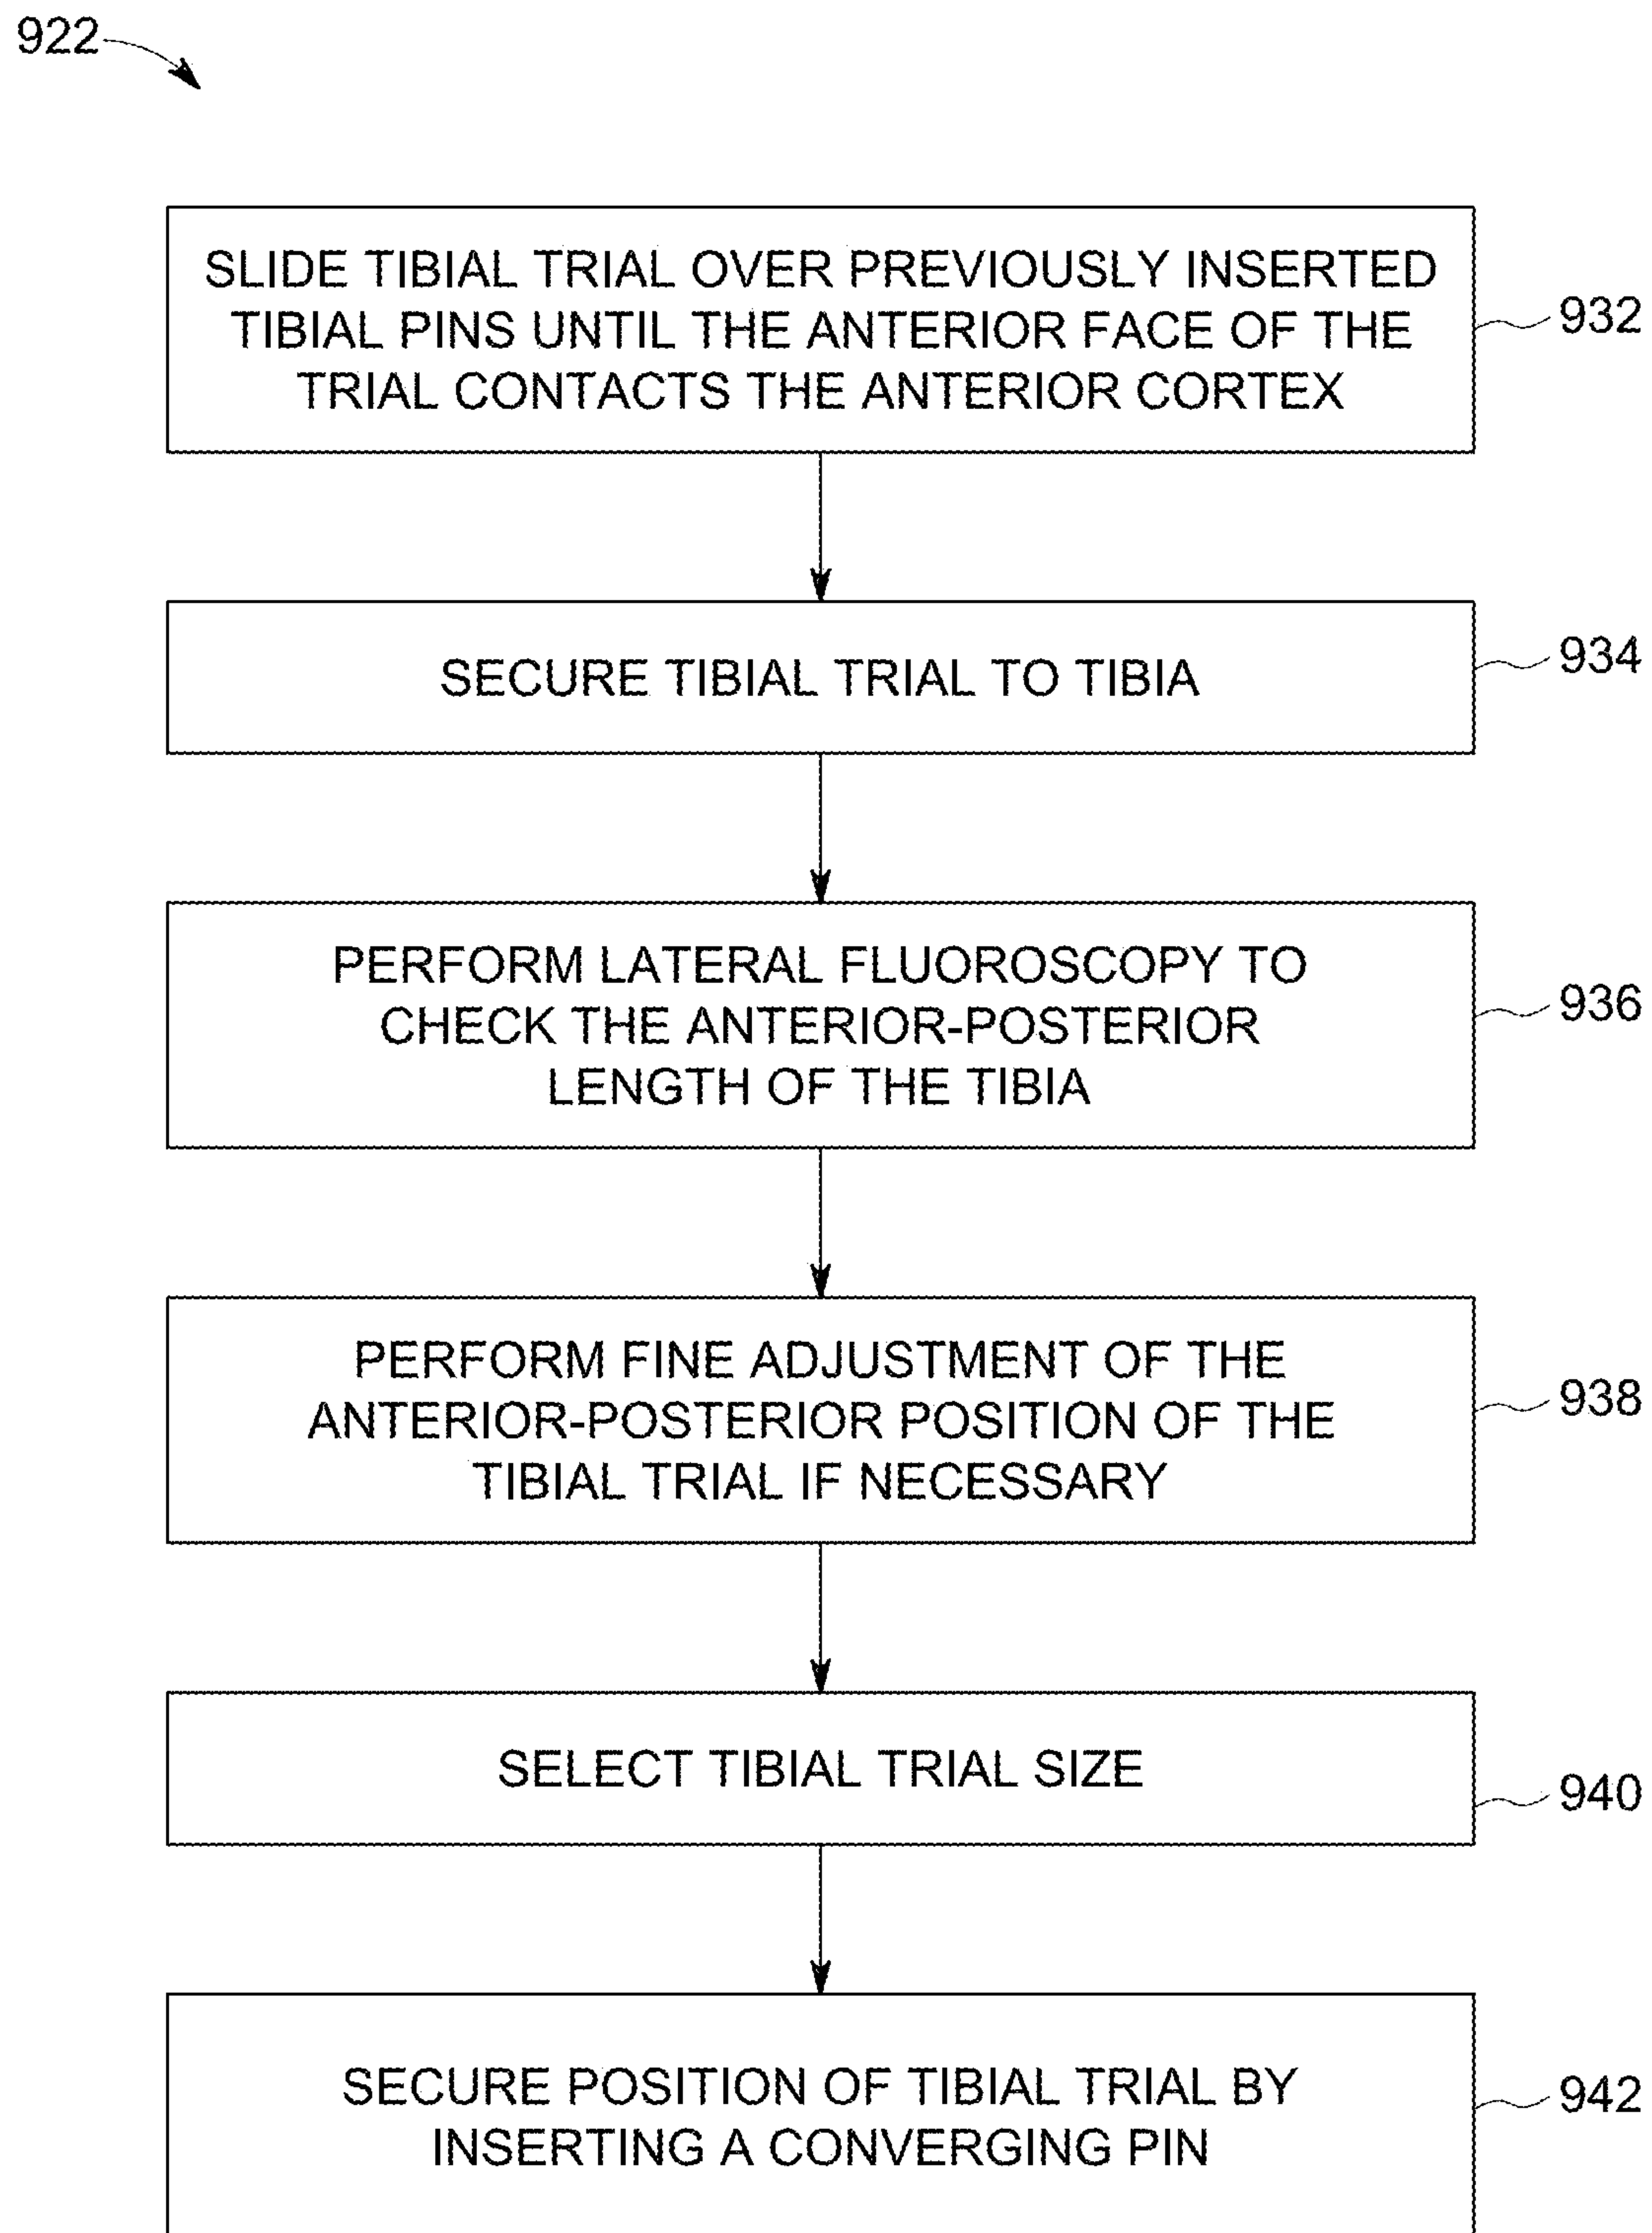 922
SLIDE TIBIAL TRIAL OVER PREVIOUSLY INSERTED
TIBIAL PINS UNTIL THE ANTERIOR FACE OF THE
TRIAL CONTACTS THE ANTERIOR CORTEX
932
SECURE TIBIAL TRIAL TO TIBIA
934
PERFORM LATERAL FLUOROSCOPY TO
CHECK THE ANTERIOR-POSTERIOR
LENGTH OF THE TIBIA
936
PERFORM FINE ADJUSTMENT OF THE
ANTERIOR-POSTERIOR POSITION OF THE
TIBIAL TRIAL IF NECESSARY
938
SELECT TIBIAL TRIAL SIZE
940
SECURE POSITION OF TIBIAL TRIAL BY
INSERTING A CONVERGING PIN
942